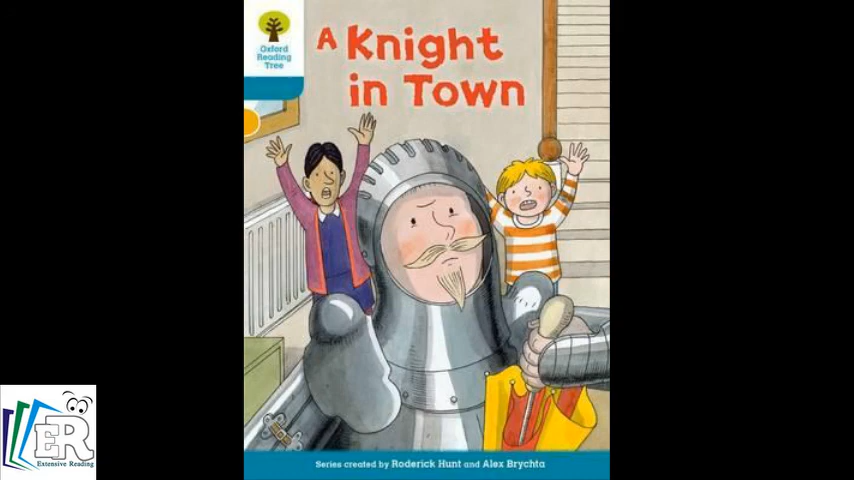 Oxford
Reading
Tree
A Knight
in Town
Series created by Roderick Hunt and Alex Brychta
ER
Extensive Reading